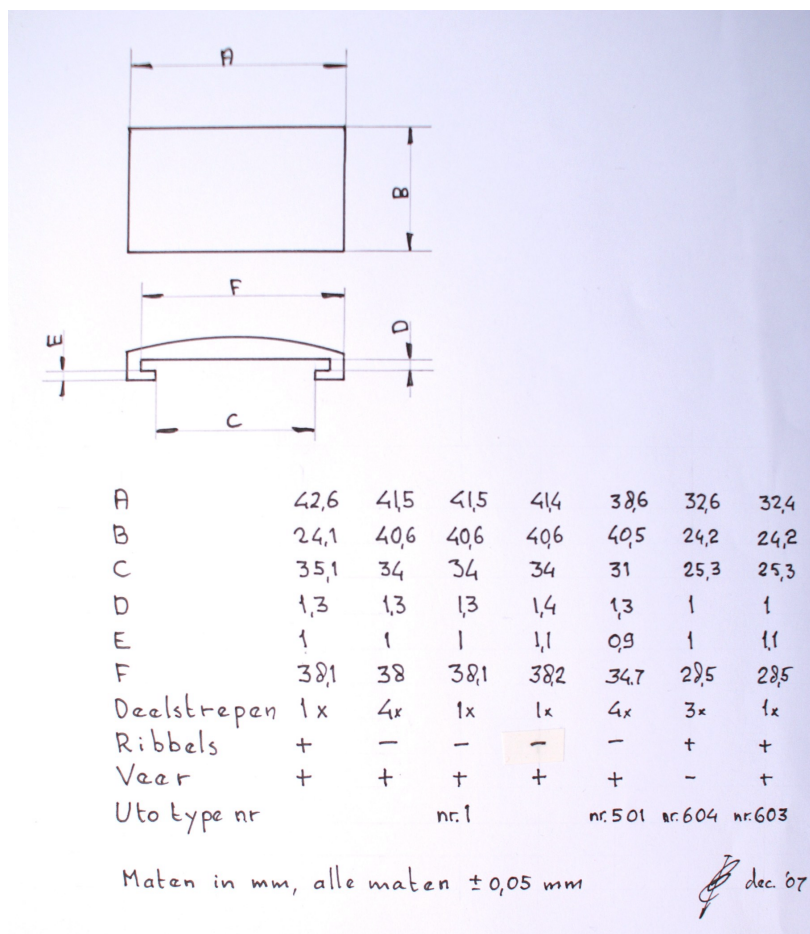 A
B
F
E
D
C
A 42,6 41,5 41,5 41,4 38,6 32,6 32,4
B 24,1 40,6 40,6 40,6 40,5 24,2 24,2
C 35,1 34 34 34 31 25,3 25,3
D 1,3 1,3 1,3 1,4 1,3 1 1
E 1 1 1 1,1 0,9 1 1,1
F 38,1 38 38,1 38,2 34.7 28,5 28,5
Deelstrepen 1x 4x 1x 1x 4x 3x 1x
Ribbels + - - - - + +
Veer + + + + + - +
Uto type nr nr.1 nr.501 nr.604 nr.603
Maten in mm, alle maten ± 0,05 mm dec. '07